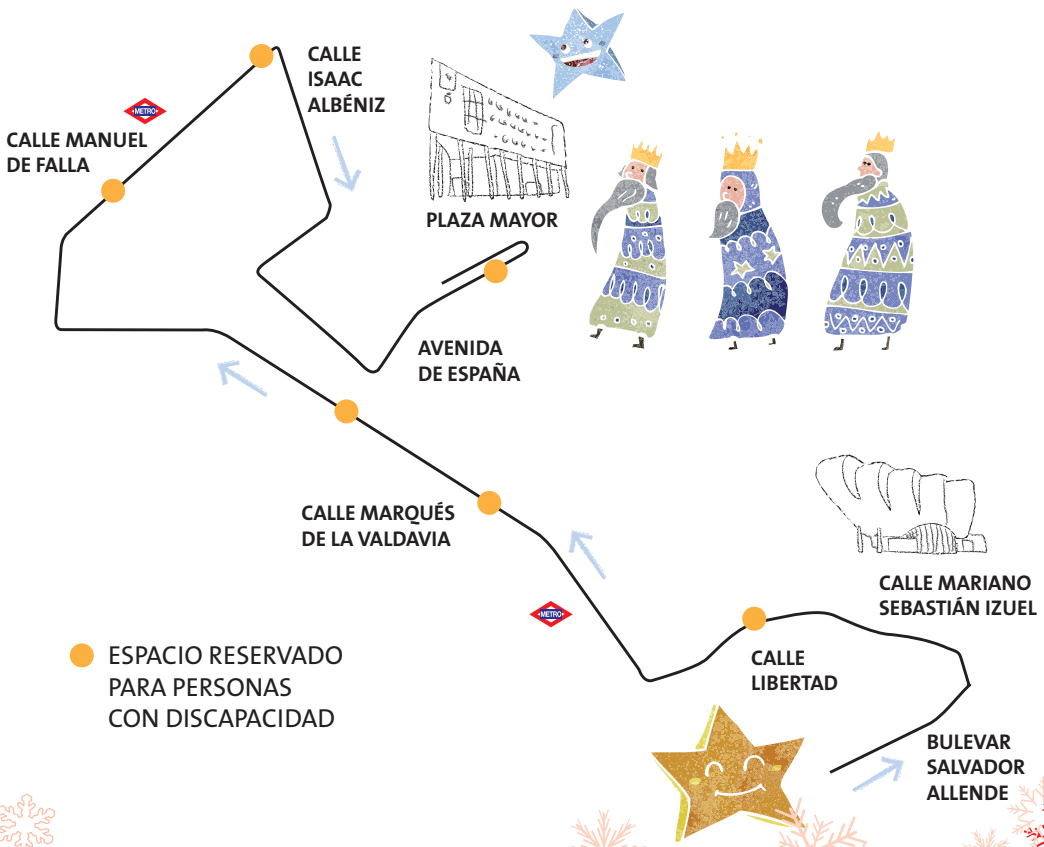 CALLE
ISAAC
ALBÉNIZ
METRO
CALLE MANUEL
DE FALLA
PLAZA MAYOR
AVENIDA
DE ESPAÑA
CALLE MARQUÉS
DE LA VALDAVIA
CALLE MARIANO
SEBASTIÁN IZUEL
METRO
CALLE
LIBERTAD
ESPACIO RESERVADO
PARA PERSONAS
CON DISCAPACIDAD
BULEVAR
SALVADOR
ALLENDE